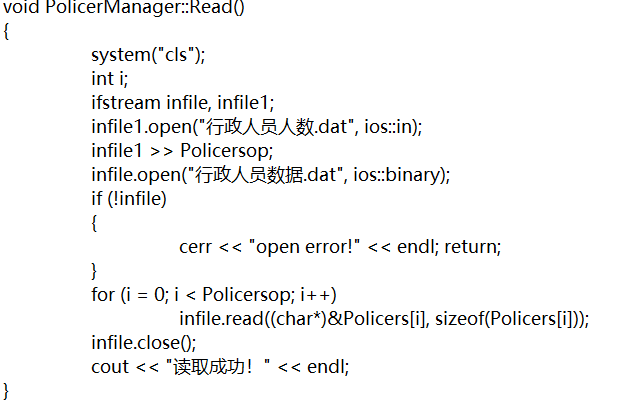 void PolicerManager::Read()
{
system("cls");
int i;
ifstream infile, infile1;
infile1.open("行政人员人数.dat", ios::in);
infile1 >> Policersop;
infile.open("行政人员数据.dat", ios::binary);
if (!infile)
{
cerr << "open error!" << endl; return;
}
for (i = 0; i < Policersop; i++)
infile.read((char*)&Policers[i], sizeof(Policers[i]));
infile.close();
cout << "读取成功！" << endl;
}